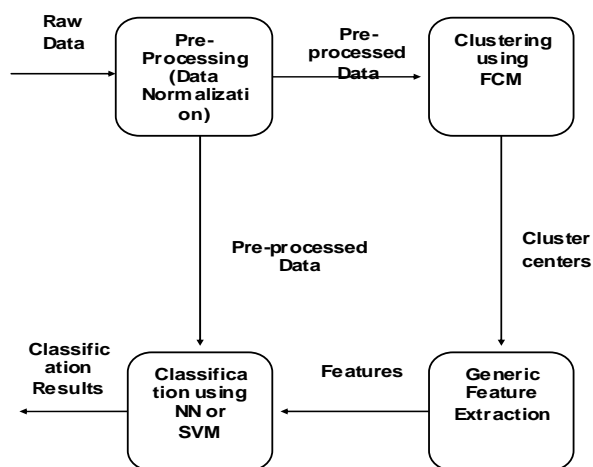 Raw
Data
Pre-
Processing
(Data
Normalizati
on)
Pre-
processed
Data
Clustering
using
FCM
Pre-processed
Data
Cluster
centers
Classific
ation
Results
Classifica
tion using
NN or
SVM
Features
Generic
Feature
Extraction